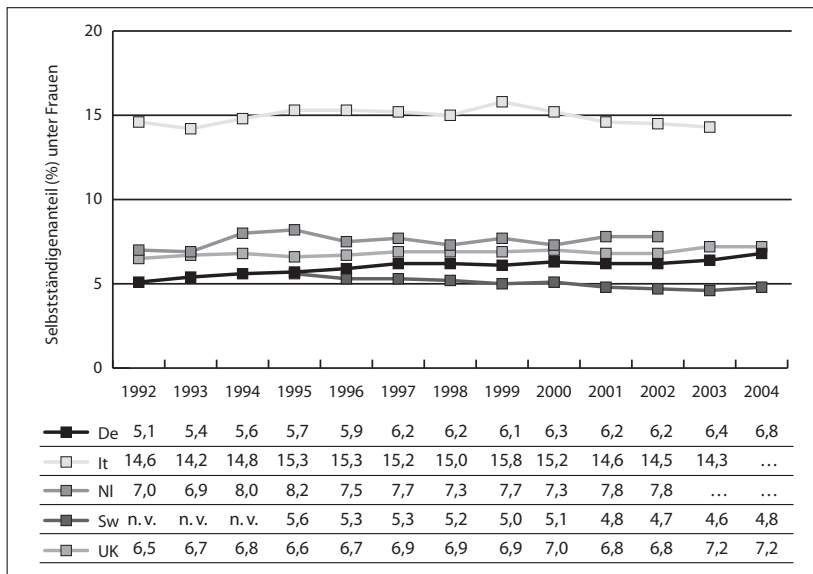 Selbstständigenanteil (%) unter Frauen
20
15
10
5
0
1992 1993 1994 1995 1996 1997 1998 1999 2000 2001 2002 2003 2004
De 5,1 5,4 5,6 5,7 5,9 6,2 6,2 6,1 6,3 6,2 6,2 6,4 6,8
It 14,6 14,2 14,8 15,3 15,3 15,2 15,0 15,8 15,2 14,6 14,5 14,3 ...
Nl 7,0 6,9 8,0 8,2 7,5 7,7 7,3 7,7 7,3 7,8 7,8 ... ...
Sw n. v. n. v. n. v. 5,6 5,3 5,3 5,2 5,0 5,1 4,8 4,7 4,6 4,8
UK 6,5 6,7 6,8 6,6 6,7 6,9 6,9 6,9 7,0 6,8 6,8 7,2 7,2